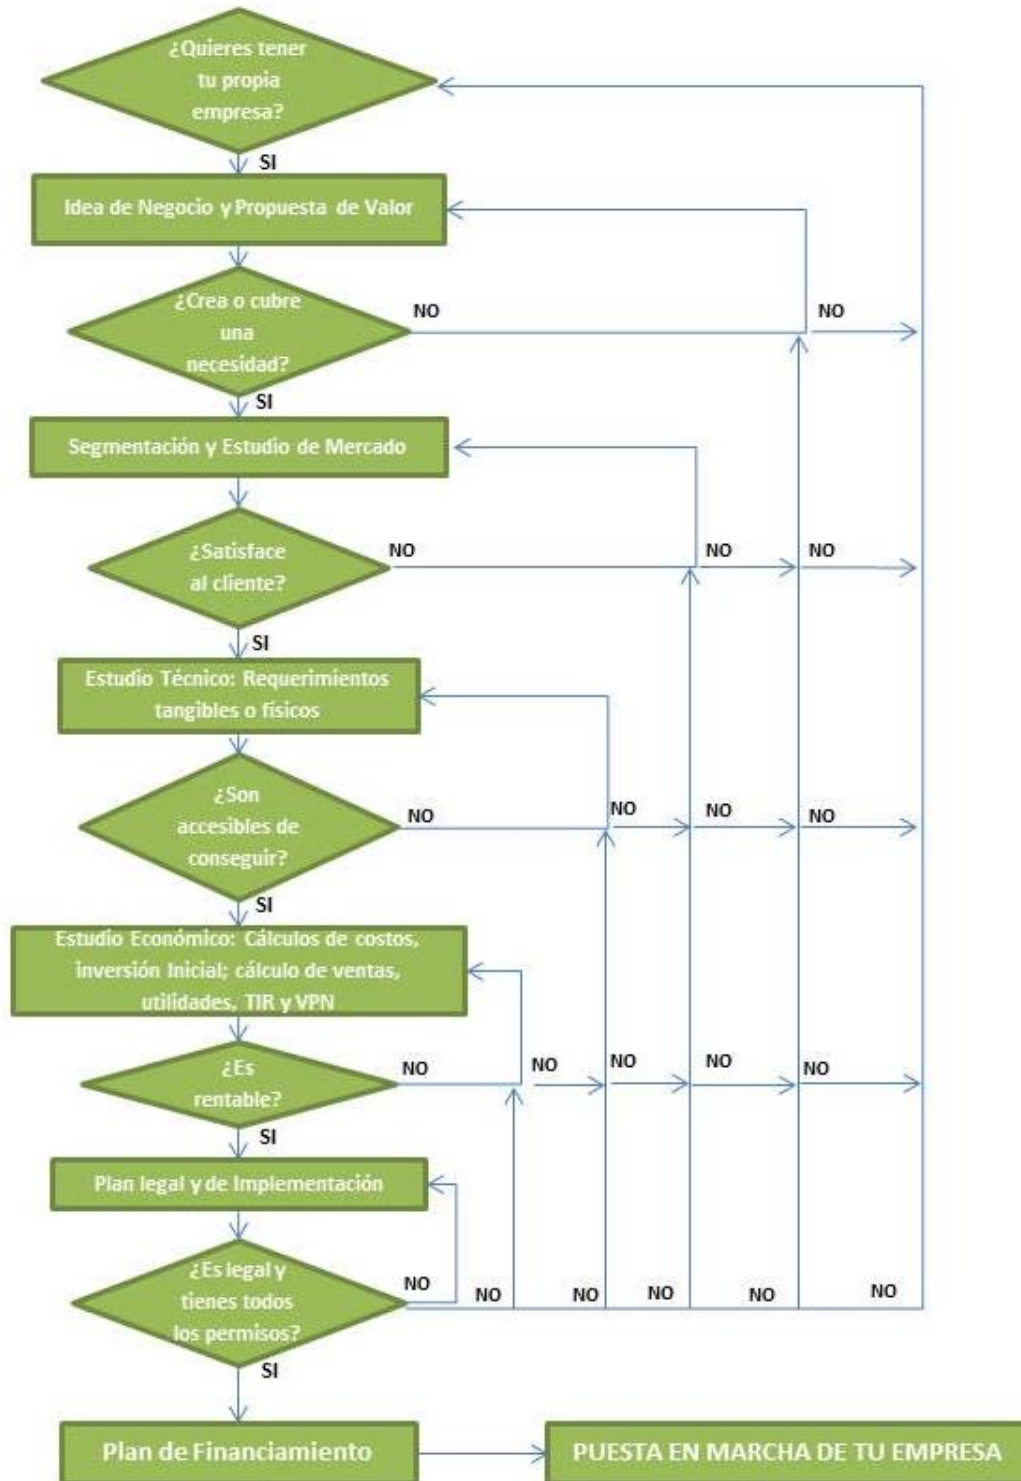 ¿Quieres tener
tu propia
empresa?
SI
Idea de Negocio y Propuesta de Valor
¿Crea o cubre
una
necesidad?
NO
NO
SI
Segmentación y Estudio de Mercado
¿Satisface
al cliente?
NO
NO
NO
SI
Estudio Técnico: Requerimientos
tangibles o físicos
¿Son
accesibles de
conseguir?
NO
NO
NO
NO
SI
Estudio Económico: Cálculos de costos,
inversión Inicial; cálculo de ventas,
utilidades, TIR y VPN
¿Es
rentable?
NO
NO
NO
NO
NO
SI
Plan legal y de Implementación
¿Es legal y
tienes todos
los permisos?
NO
NO
NO
NO
NO
NO
SI
Plan de Financiamiento
PUESTA EN MARCHA DE TU EMPRESA